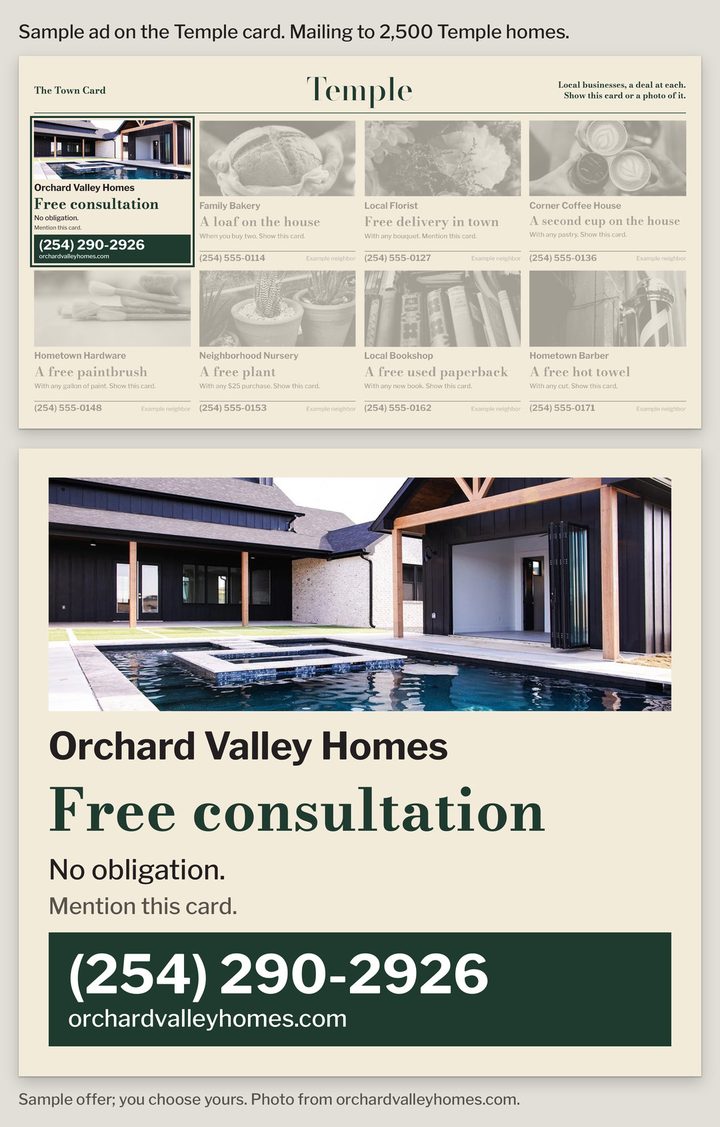 Sample ad on the Temple card. Mailing to 2,500 Temple homes.
The Town Card
Temple
Local businesses, a deal at each.
Show this card or a photo of it.
Orchard Valley Homes
Free consultation
No obligation.
Mention this card.
(254) 290-2926
orchardvalleyhomes.com
Family Bakery
A loaf on the house
When you buy two. Show this card.
(254) 555-0114
Example neighbor
Local Florist
Free delivery in town
With any bouquet. Mention this card.
(254) 555-0127
Example neighbor
Corner Coffee House
A second cup on the house
With any pastry. Show this card.
(254) 555-0136
Example neighbor
Hometown Hardware
A free paintbrush
With any gallon of paint. Show this card.
(254) 555-0148
Example neighbor
Neighborhood Nursery
A free plant
With any $25 purchase. Show this card.
(254) 555-0153
Example neighbor
Local Bookshop
A free used paperback
With any new book. Show this card.
(254) 555-0162
Example neighbor
Hometown Barber
A free hot towel
With any cut. Show this card.
(254) 555-0171
Example neighbor
Orchard Valley Homes
Free consultation
No obligation.
Mention this card.
(254) 290-2926
orchardvalleyhomes.com
Sample offer; you choose yours. Photo from orchardvalleyhomes.com.